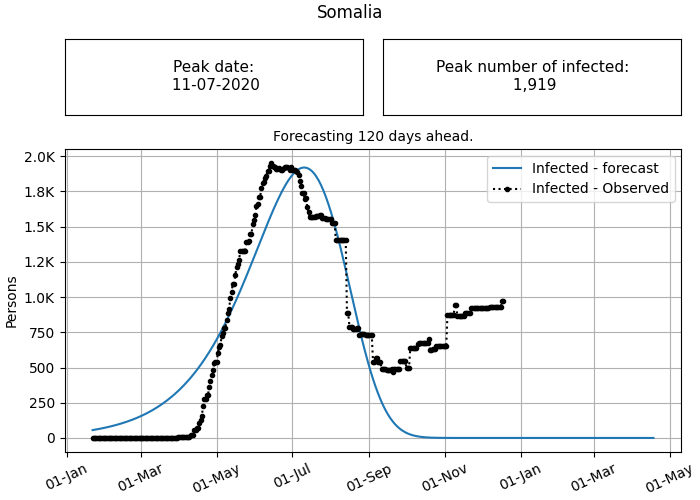 Somalia
Peak date:
11-07-2020
Peak number of infected:
1,919
Forecasting 120 days ahead.
Infected - forecast
Infected - Observed
Persons
2.0K
1.8K
1.5K
1.2K
1.0K
750
500
250
0
01-Jan
01-Mar
01-May
01-Jul
01-Sep
01-Nov
01-Jan
01-Mar
01-May